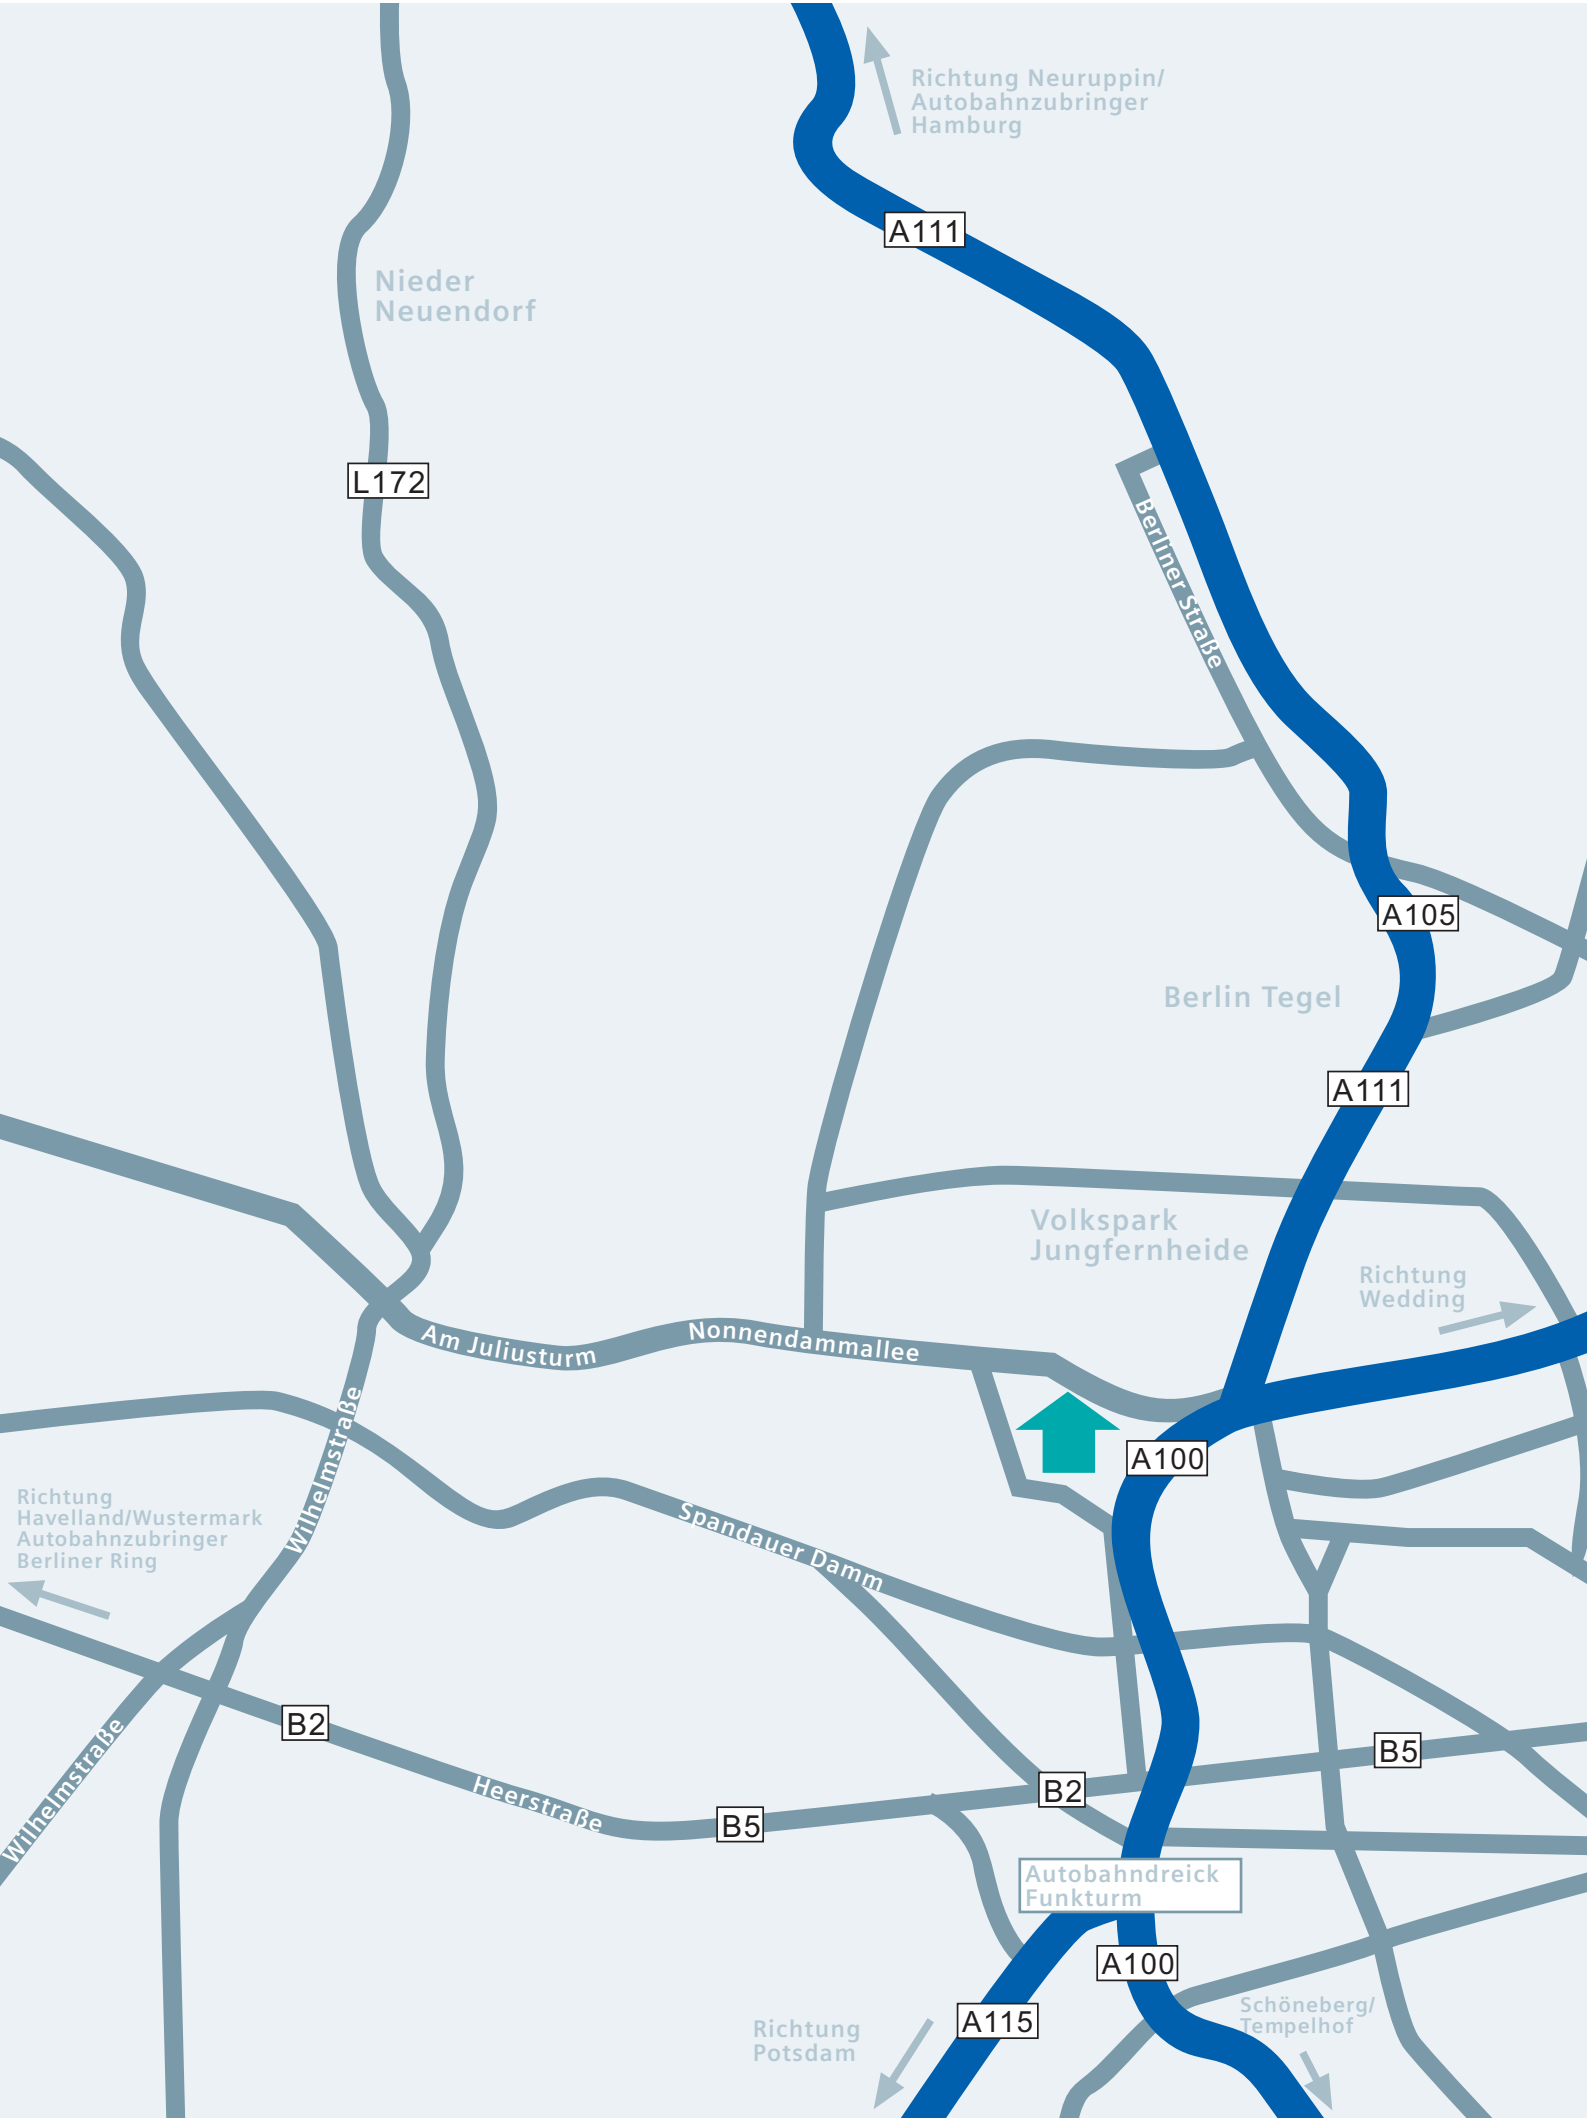 Richtung Neuruppin/
Autobahnzubringer
Hamburg
A111
Nieder
Neuendorf
L172
Berliner Straße
A105
Berlin Tegel
A111
Volkspark
Jungfernheide
Richtung
Wedding
Am Juliusturm
Nonnendammallee
Wilhelmstraße
A100
Richtung
Havelland/Wustermark
Autobahnzubringer
Berliner Ring
Spandauer Damm
B2
Wilhelmstraße
Heerstraße
B5
B2
B5
Autobahndreick
Funkturm
A100
A115
Richtung
Potsdam
Schöneberg/
Tempelhof